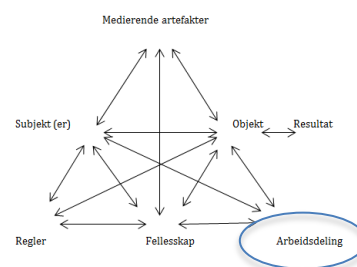 Medierende artefakter
Subjekt (er) Objekt Resultat
Regler Fellesskap Arbeidsdeling